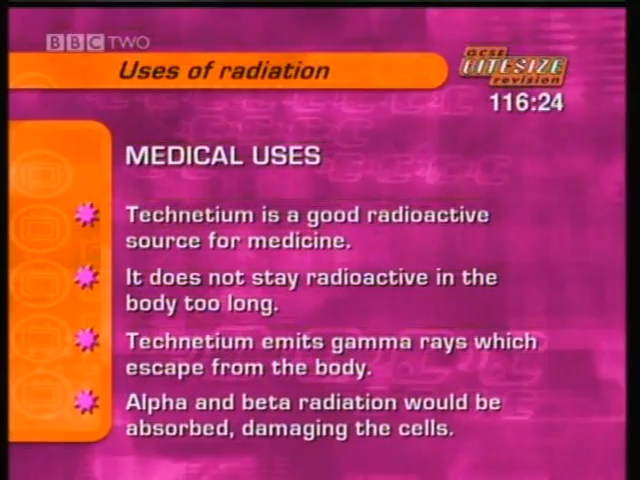 BBC TWO
Uses of radiation
GCSE
BITESIZE
revision
116:24
MEDICAL USES
Technetium is a good radioactive
source for medicine.
It does not stay radioactive in the
body too long.
Technetium emits gamma rays which
escape from the body.
Alpha and beta radiation would be
absorbed, damaging the cells.